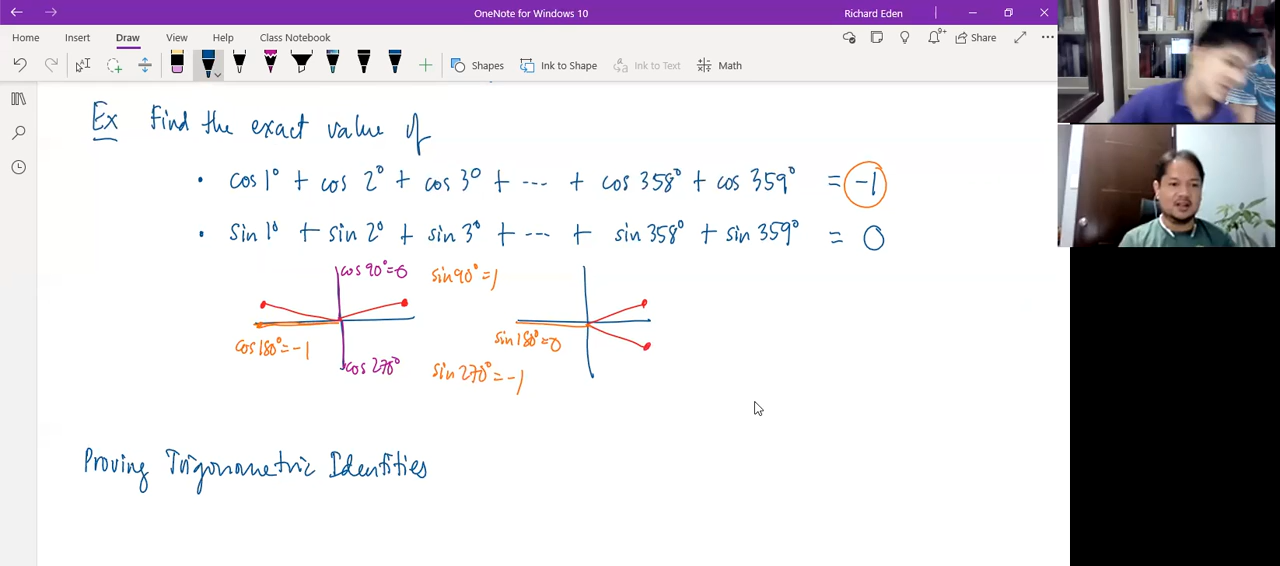 OneNote for Windows 10
Richard Eden
Home Insert Draw View Help Class Notebook
9+ Share
Shapes Ink to Shape Ink to Text Math
Ex Find the exact value of
• cos 1° + cos 2° + cos 3° + ... + cos 358° + cos 359° = -1
• sin 1° + sin 2° + sin 3° + ... + sin 358° + sin 359° = 0
cos 90° = 0 sin 90° = 1
cos 180° = -1 sin 180° = 0
cos 270° sin 270° = -1
Proving Trigonometric Identities